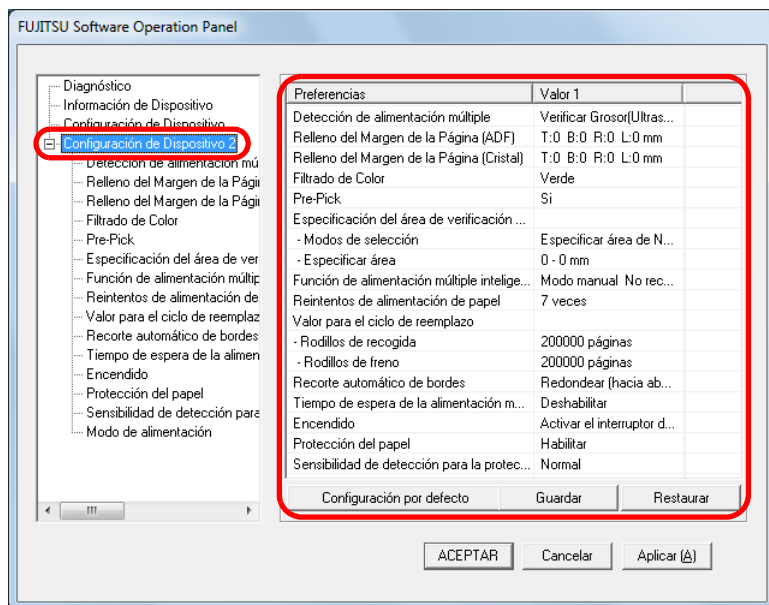 FUJITSU Software Operation Panel
Diagnóstico
Información de Dispositivo
Configuración de Dispositivo
Configuración de Dispositivo 2
Detección de alimentación mú
Relleno del Margen de la Págii
Relleno del Margen de la Págii
Filtrado de Color
Pre-Pick
Especificación del área de ver
Función de alimentación múltip
Reintentos de alimentación de
Valor para el ciclo de reemplaz
Recorte automático de bordes
Tiempo de espera de la alimen
Encendido
Protección del papel
Sensibilidad de detección para
Modo de alimentación
Preferencias Valor 1
Detección de alimentación múltiple Verificar Grosor(Ultras...
Relleno del Margen de la Página (ADF) T:0 B:0 R:0 L:0 mm
Relleno del Margen de la Página (Cristal) T:0 B:0 R:0 L:0 mm
Filtrado de Color Verde
Pre-Pick Si
Especificación del área de verificación ...
- Modos de selección Especificar área de N...
- Especificar área 0 - 0 mm
Función de alimentación múltiple intelige... Modo manual No rec...
Reintentos de alimentación de papel 7 veces
Valor para el ciclo de reemplazo
- Rodillos de recogida 200000 páginas
- Rodillos de freno 200000 páginas
Recorte automático de bordes Redondear (hacia ab...
Tiempo de espera de la alimentación m... Deshabilitar
Encendido Activar el interruptor d...
Protección del papel Habilitar
Sensibilidad de detección para la protec... Normal
Configuración por defecto Guardar Restaurar
ACEPTAR Cancelar Aplicar (A)